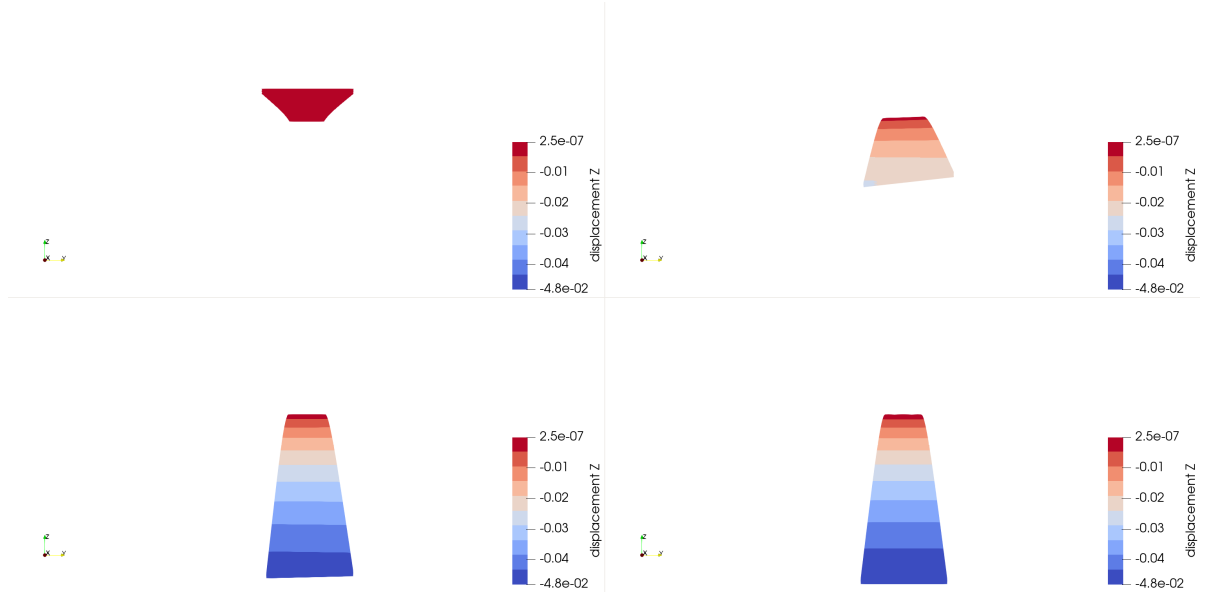 2.5e-07
-0.01
-0.02
-0.03
-0.04
-4.8e-02
displacement Z
Z
X
Y
2.5e-07
-0.01
-0.02
-0.03
-0.04
-4.8e-02
displacement Z
Z
X
Y
2.5e-07
-0.01
-0.02
-0.03
-0.04
-4.8e-02
displacement Z
Z
X
Y
2.5e-07
-0.01
-0.02
-0.03
-0.04
-4.8e-02
displacement Z
Z
X
Y